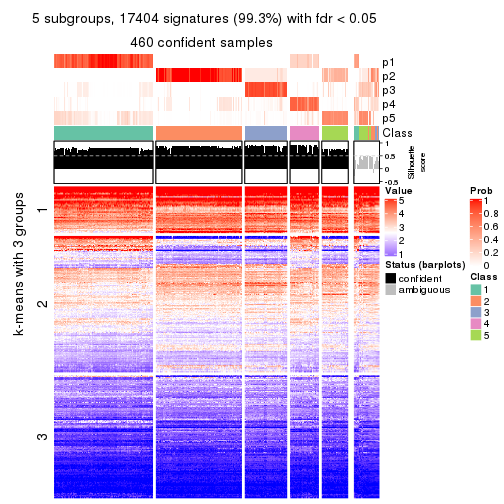 5 subgroups, 17404 signatures (99.3%) with fdr < 0.05
460 confident samples
p1
p2
p3
p4
p5
Class
1
0.5
0
-0.5
Silhouette
score
k-means with 3 groups
1
2
3
Value
5
4
3
2
1
Status (barplots)
confident
ambiguous
Prob
1
0.8
0.6
0.4
0.2
0
Class
1
2
3
4
5